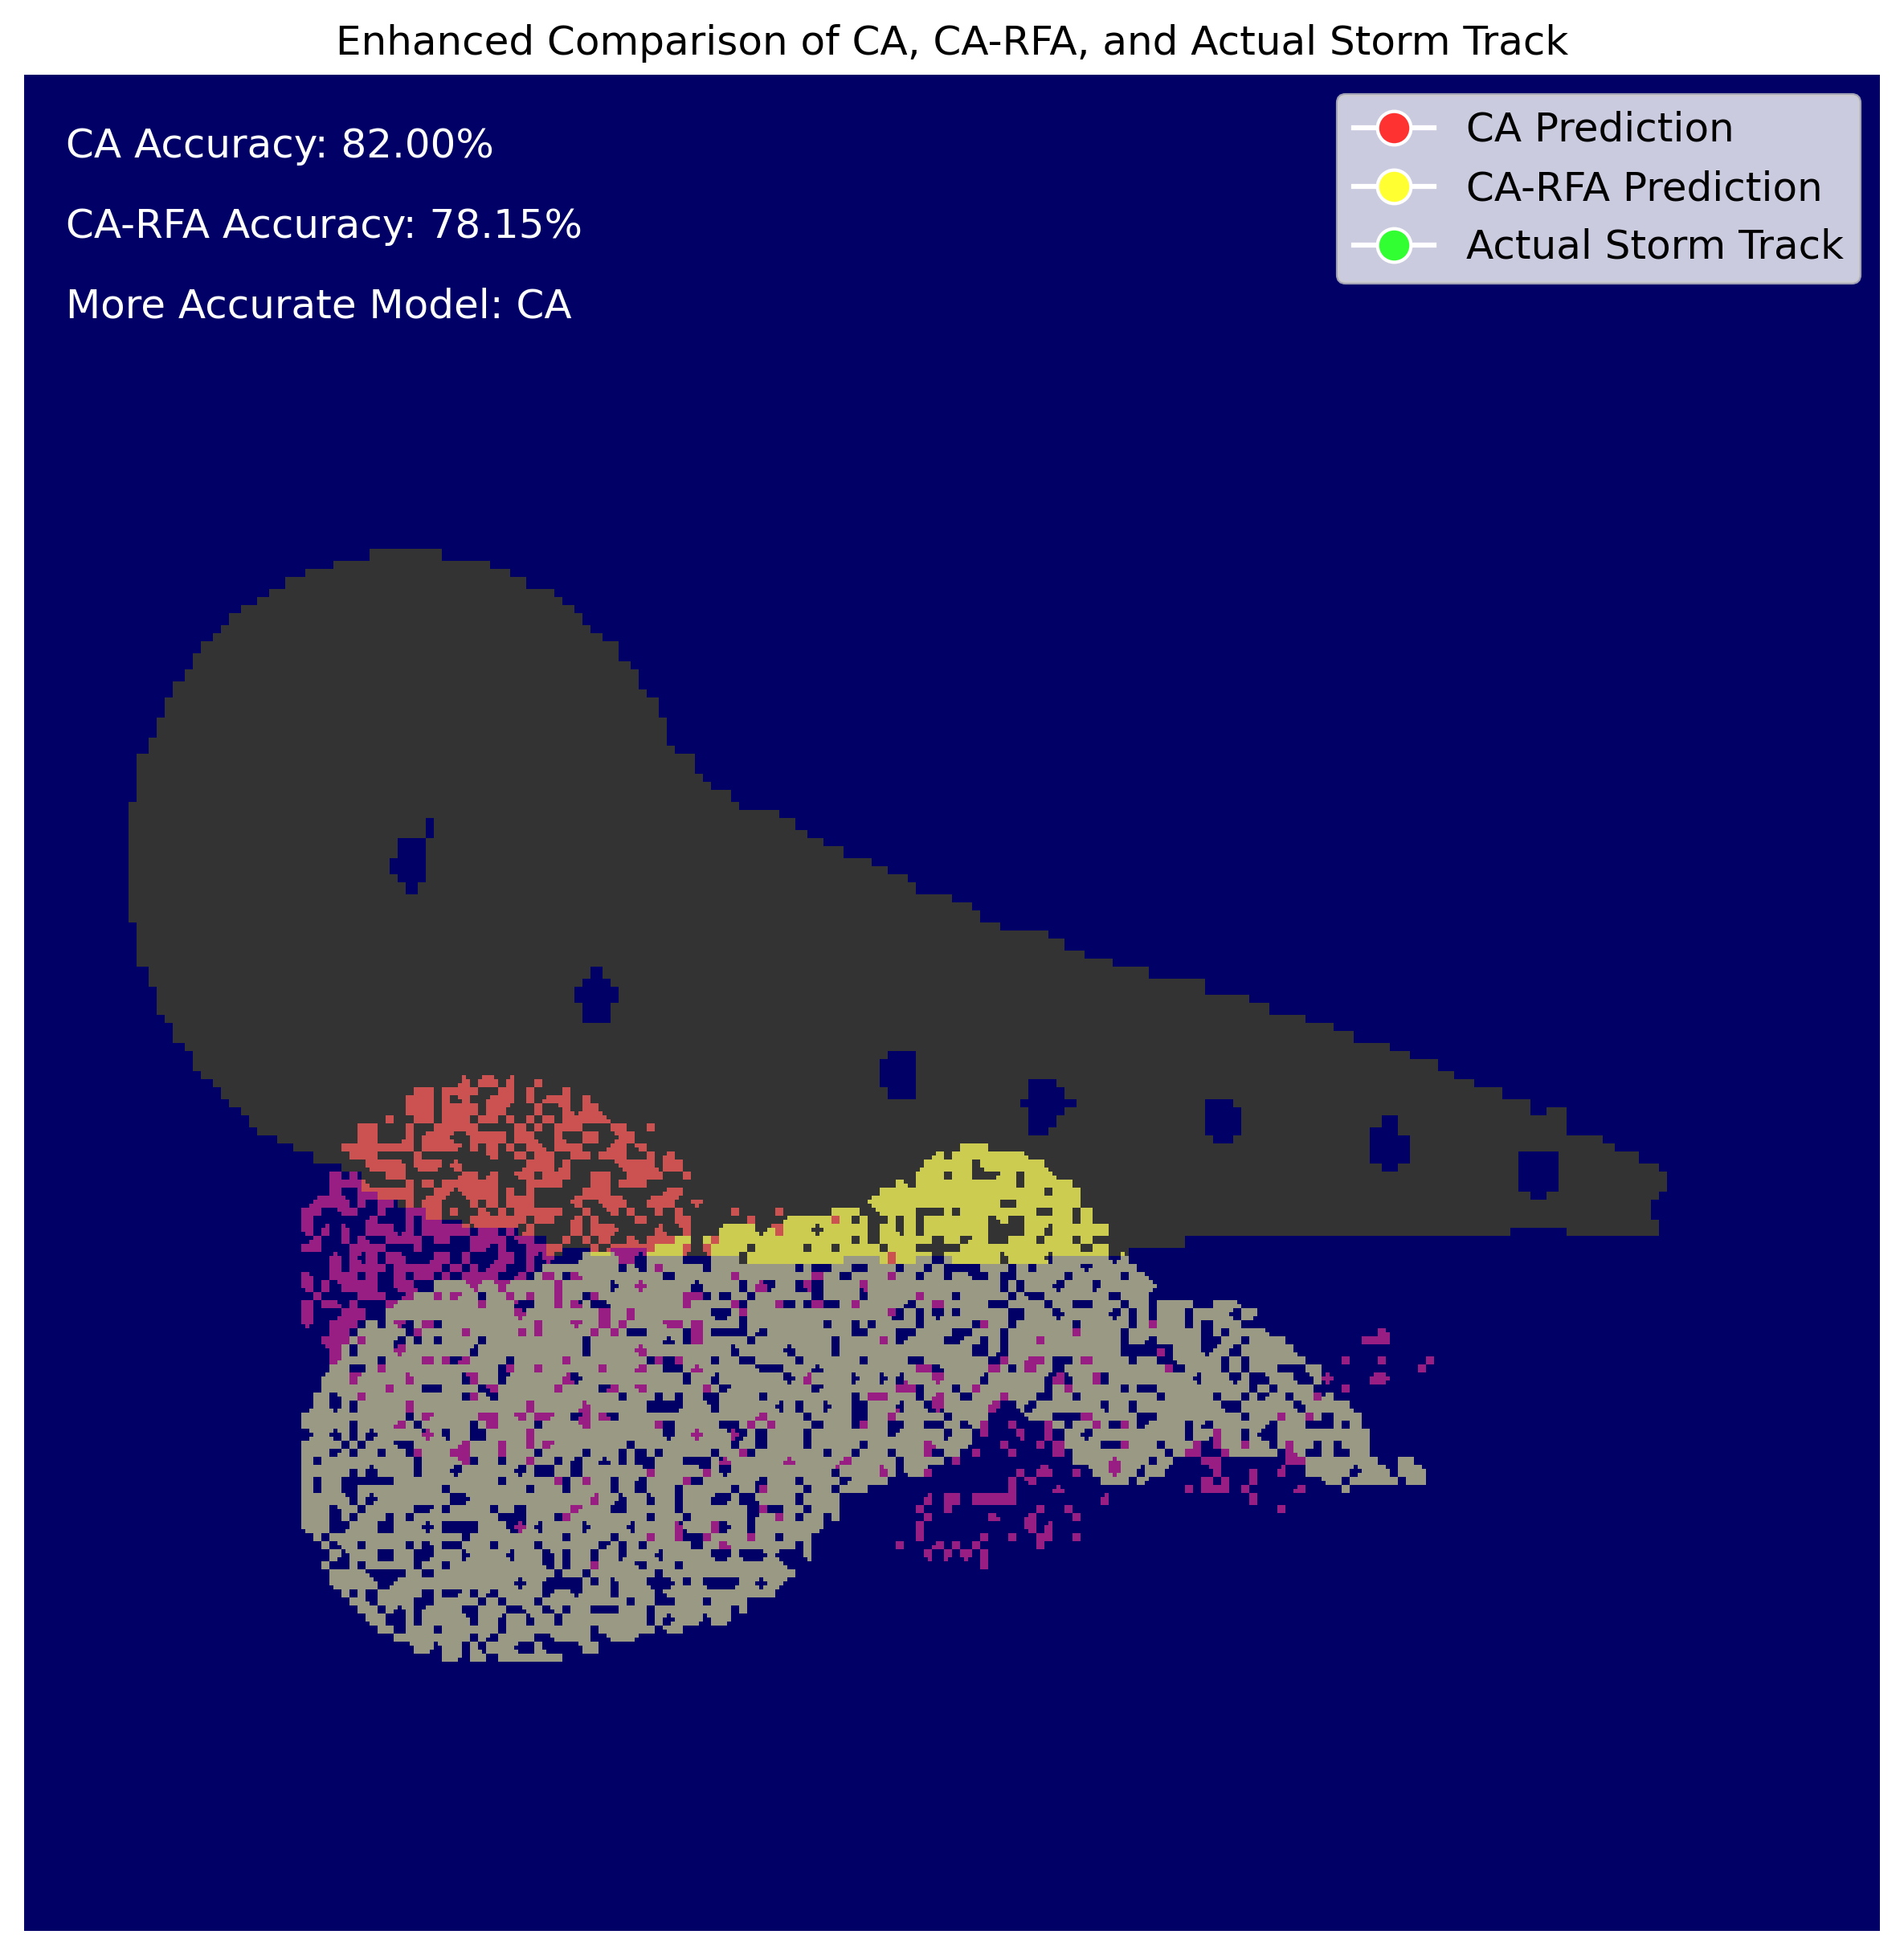 Enhanced Comparison of CA, CA-RFA, and Actual Storm Track
CA Accuracy: 82.00%
CA-RFA Accuracy: 78.15%
More Accurate Model: CA
CA Prediction
CA-RFA Prediction
Actual Storm Track